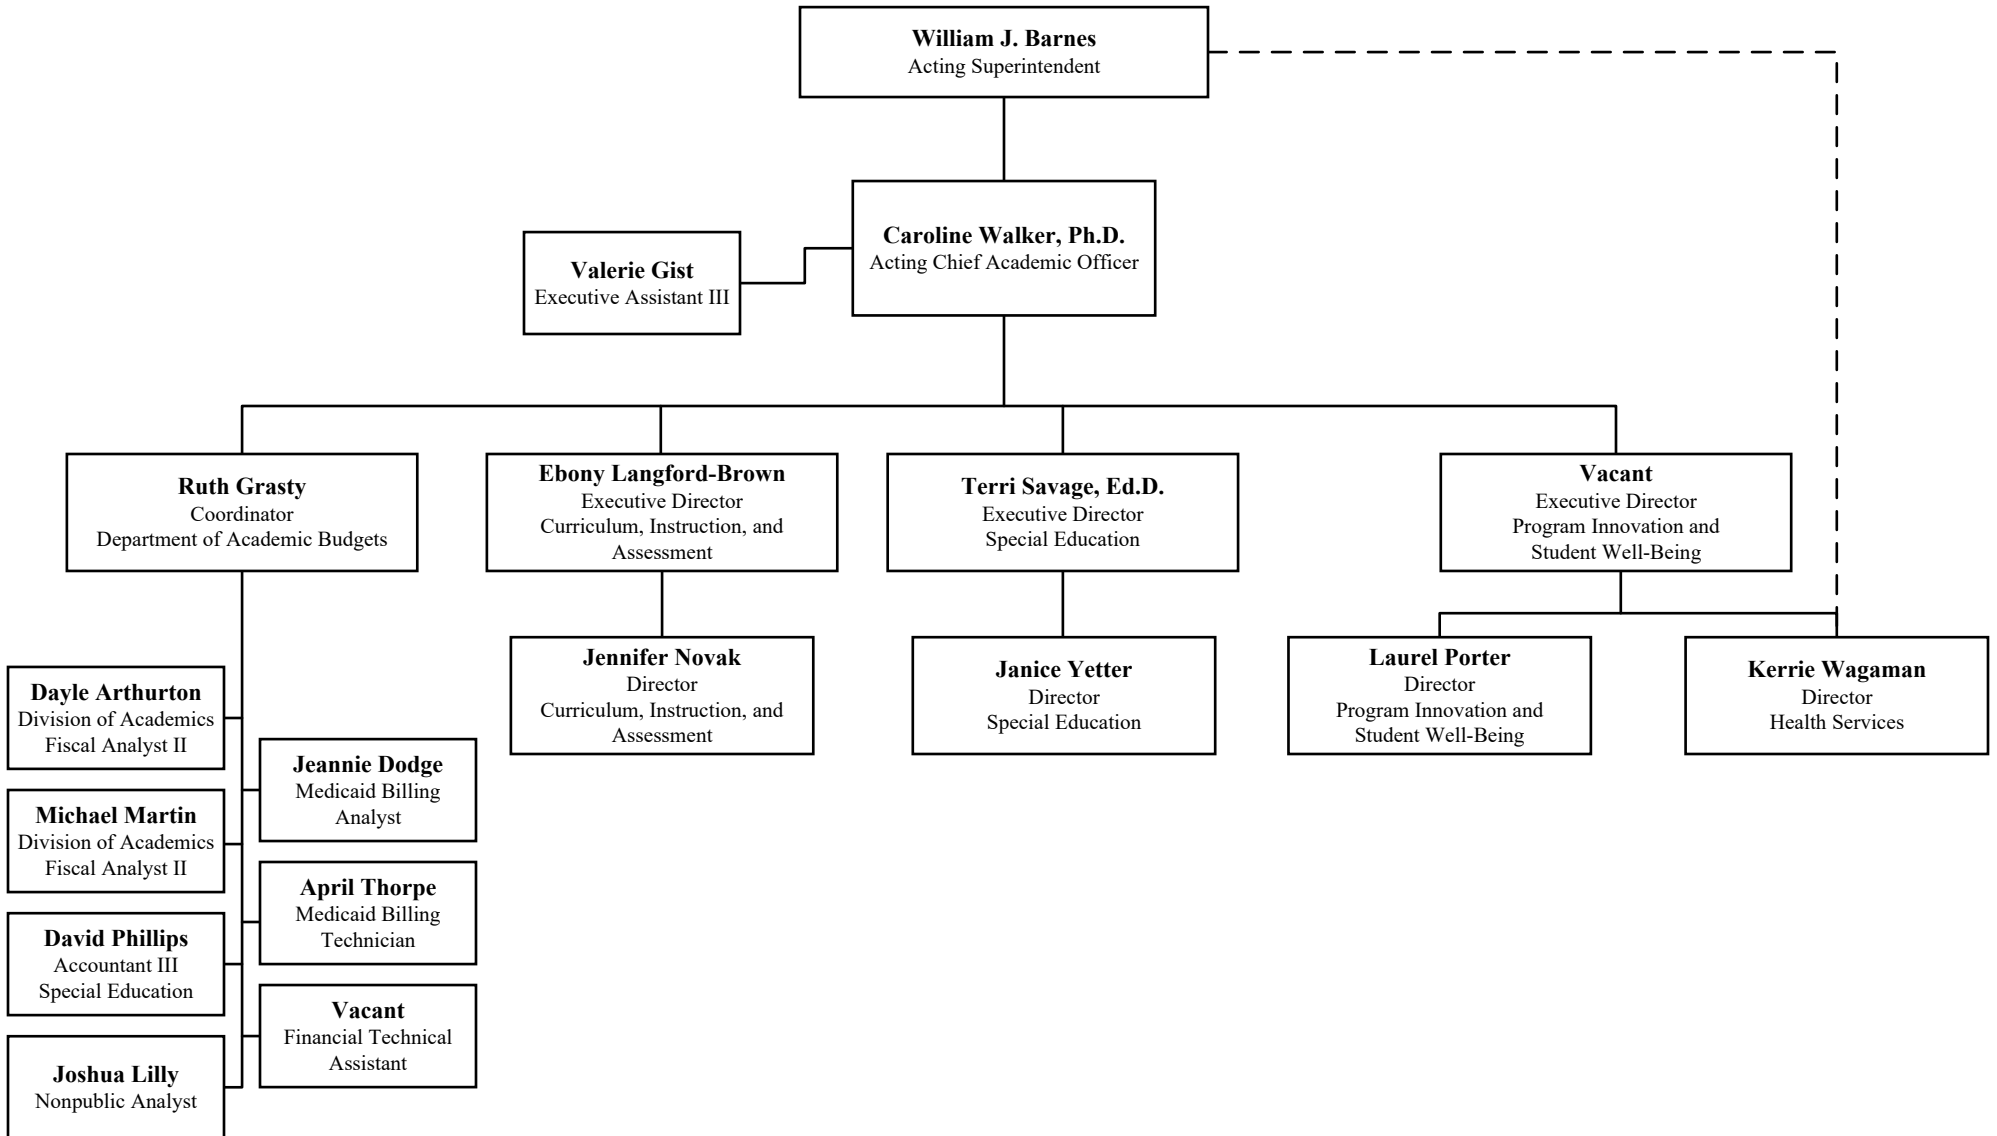 William J. Barnes
Acting Superintendent
Caroline Walker, Ph.D.
Acting Chief Academic Officer
Valerie Gist
Executive Assistant III
Ruth Grasty
Coordinator
Department of Academic Budgets
Ebony Langford-Brown
Executive Director
Curriculum, Instruction, and
Assessment
Terri Savage, Ed.D.
Executive Director
Special Education
Vacant
Executive Director
Program Innovation and
Student Well-Being
Jennifer Novak
Director
Curriculum, Instruction, and
Assessment
Janice Yetter
Director
Special Education
Laurel Porter
Director
Program Innovation and
Student Well-Being
Kerrie Wagaman
Director
Health Services
Dayle Arthurton
Division of Academics
Fiscal Analyst II
Jeannie Dodge
Medicaid Billing
Analyst
Michael Martin
Division of Academics
Fiscal Analyst II
April Thorpe
Medicaid Billing
Technician
David Phillips
Accountant III
Special Education
Vacant
Financial Technical
Assistant
Joshua Lilly
Nonpublic Analyst